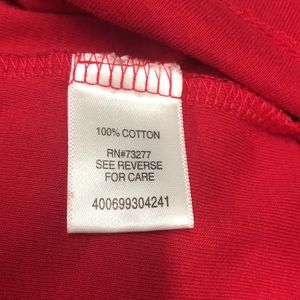 100% COTTON
RN#73277
SEE REVERSE
FOR CARE
400699304241